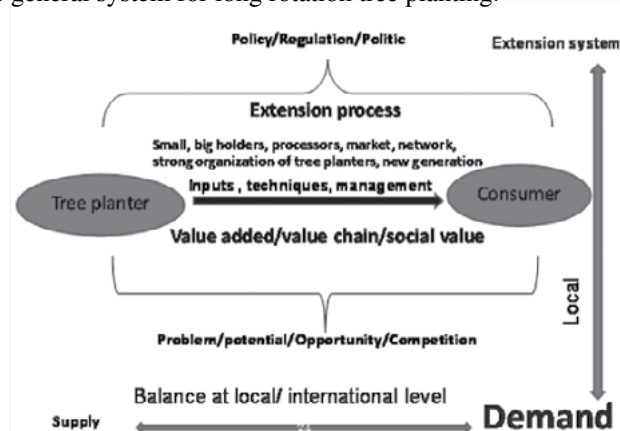 general system for long rotation tree planting.
Policy/Regulation/Politic
Extension system
Extension process
Small, big holders, processors, market, network,
strong organization of tree planters, new generation
Inputs , techniques, management
Tree planter
Consumer
Value added/value chain/social value
Local
Problem/potential/Opportunity/Competition
Balance at local/ international level
Supply
Demand